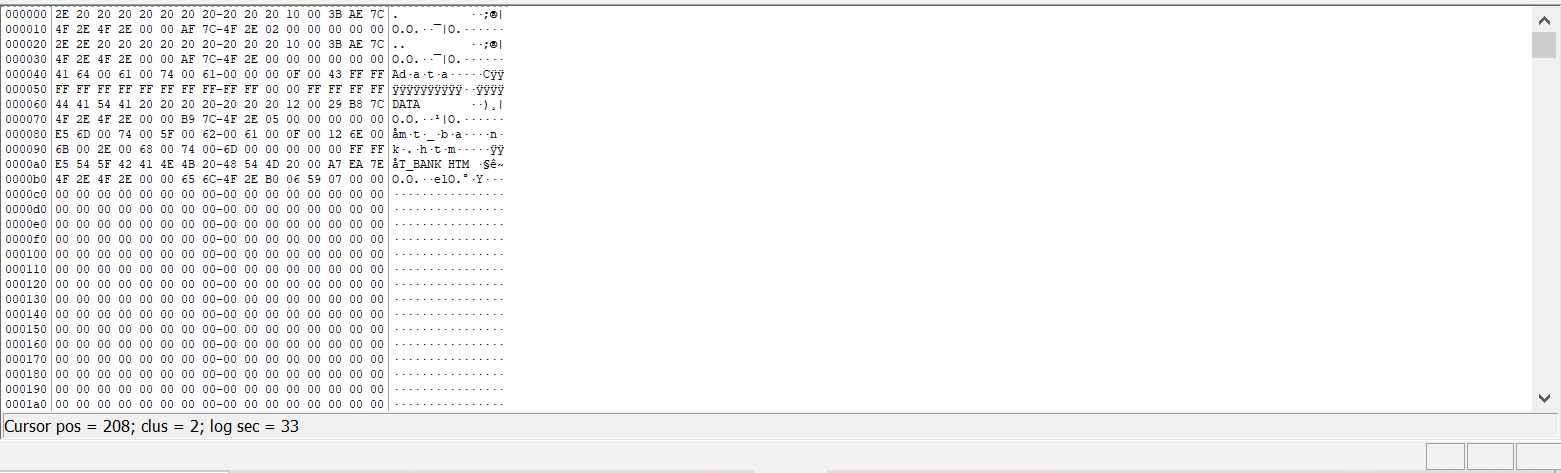 000000 2E 20 20 20 20 20 20 20-20 20 20 10 00 3B AE 7C .          ··;®|
000010 4F 2E 4F 2E 00 00 AF 7C-4F 2E 02 00 00 00 00 00 O.O.··¯|O.······
000020 2E 2E 20 20 20 20 20 20-20 20 20 10 00 3B AE 7C ..         ··;®|
000030 4F 2E 4F 2E 00 00 AF 7C-4F 2E 00 00 00 00 00 00 O.O.··¯|O.······
000040 41 64 00 61 00 74 00 61-00 00 00 0F 00 43 FF FF Ad·a·t·a·····Cÿÿ
000050 FF FF FF FF FF FF FF FF-FF FF 00 00 FF FF FF FF ÿÿÿÿÿÿÿÿÿÿ··ÿÿÿÿ
000060 44 41 54 41 20 20 20 20-20 20 20 12 00 29 B8 7C DATA       ··)¸|
000070 4F 2E 4F 2E 00 00 B9 7C-4F 2E 05 00 00 00 00 00 O.O.··¹|O.······
000080 E5 6D 00 74 00 5F 00 62-00 61 00 0F 00 12 6E 00 åm·t·_·b·a····n·
000090 6B 00 2E 00 68 00 74 00-6D 00 00 00 00 00 FF FF k·.·h·t·m·····ÿÿ
0000a0 E5 54 5F 42 41 4E 4B 20-48 54 4D 20 00 A7 EA 7E åT_BANK HTM ·§ê~
0000b0 4F 2E 4F 2E 00 00 65 6C-4F 2E B0 06 59 07 00 00 O.O.··elO.°·Y···
0000c0 00 00 00 00 00 00 00 00-00 00 00 00 00 00 00 00 ················
0000d0 00 00 00 00 00 00 00 00-00 00 00 00 00 00 00 00 ················
0000e0 00 00 00 00 00 00 00 00-00 00 00 00 00 00 00 00 ················
0000f0 00 00 00 00 00 00 00 00-00 00 00 00 00 00 00 00 ················
000100 00 00 00 00 00 00 00 00-00 00 00 00 00 00 00 00 ················
000110 00 00 00 00 00 00 00 00-00 00 00 00 00 00 00 00 ················
000120 00 00 00 00 00 00 00 00-00 00 00 00 00 00 00 00 ················
000130 00 00 00 00 00 00 00 00-00 00 00 00 00 00 00 00 ················
000140 00 00 00 00 00 00 00 00-00 00 00 00 00 00 00 00 ················
000150 00 00 00 00 00 00 00 00-00 00 00 00 00 00 00 00 ················
000160 00 00 00 00 00 00 00 00-00 00 00 00 00 00 00 00 ················
000170 00 00 00 00 00 00 00 00-00 00 00 00 00 00 00 00 ················
000180 00 00 00 00 00 00 00 00-00 00 00 00 00 00 00 00 ················
000190 00 00 00 00 00 00 00 00-00 00 00 00 00 00 00 00 ················
0001a0 00 00 00 00 00 00 00 00-00 00 00 00 00 00 00 00 ················
Cursor pos = 208; clus = 2; log sec = 33